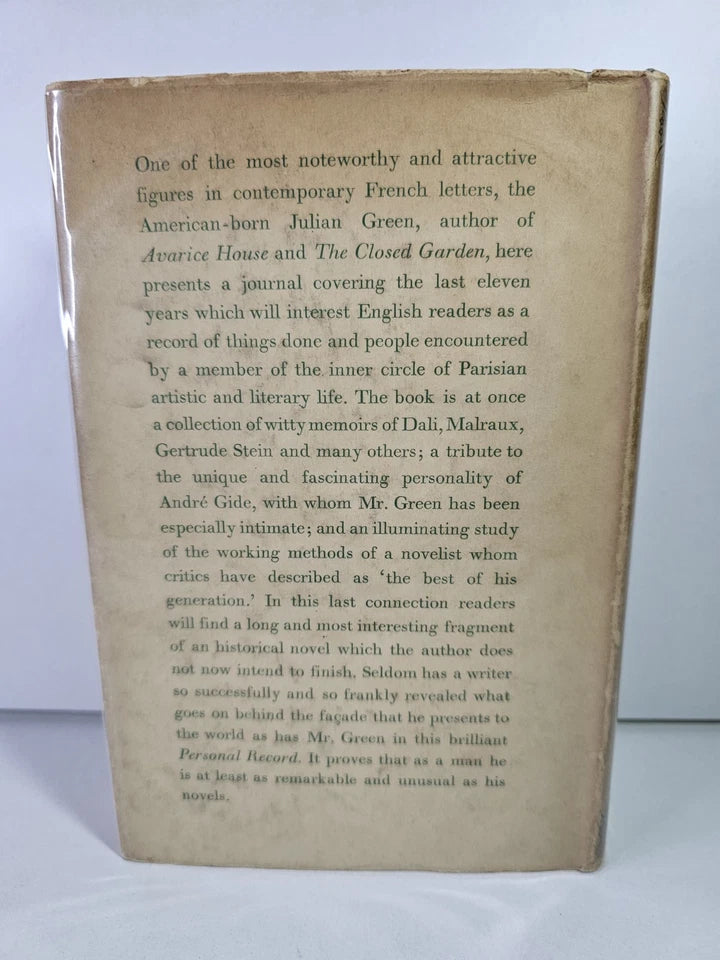 One of the most noteworthy and attractive
figures in contemporary French letters, the
American-born Julian Green, author of
Avarice House and The Closed Garden, here
presents a journal covering the last eleven
years which will interest English readers as a
record of things done and people encountered
by a member of the inner circle of Parisian
artistic and literary life. The book is at once
a collection of witty memoirs of Dali, Malraux,
Gertrude Stein and many others; a tribute to
the unique and fascinating personality of
André Gide, with whom Mr. Green has been
especially intimate; and an illuminating study
of the working methods of a novelist whom
critics have described as ‘the best of his
generation.’ In this last connection readers
will find a long and most interesting fragment
of an historical novel which the author does
not now intend to finish. Seldom has a writer
so successfully and so frankly revealed what
goes on behind the façade that he presents to
the world as has Mr. Green in this brilliant
Personal Record. It proves that as a man he
is at least as remarkable and unusual as his
novels.